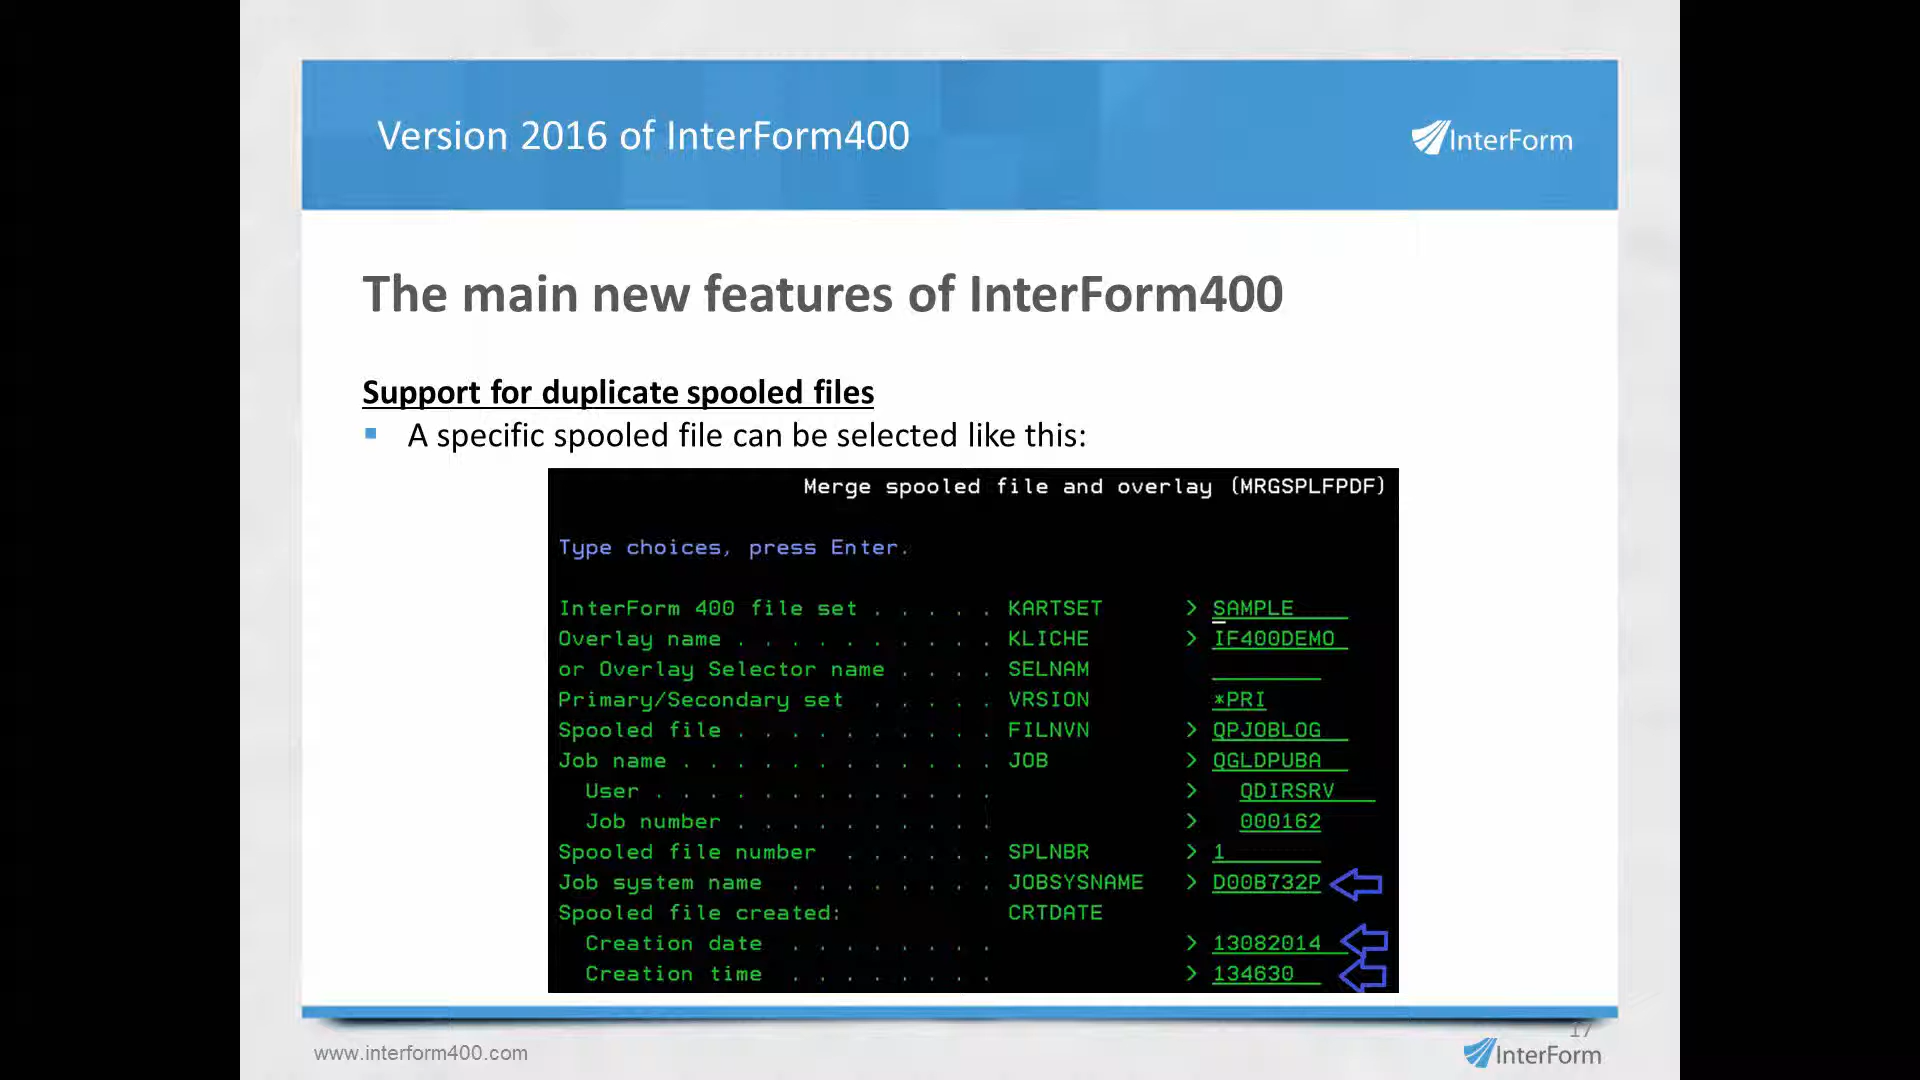 Version 2016 of InterForm400
InterForm
The main new features of InterForm400
Support for duplicate spooled files
▪ A specific spooled file can be selected like this:
Merge spooled file and overlay (MRGSPLFPDF)
Type choices, press Enter.
InterForm 400 file set . . . . . KARTSET > SAMPLE
Overlay name . . . . . . . . . . KLICHE > IF400DEMO
or Overlay Selector name . . . . SELNAM
Primary/Secondary set . . . . . VRSION *PRI
Spooled file . . . . . . . . . . FILNVN > QPJOBLOG
Job name . . . . . . . . . . . . JOB > QGLDPUBA
User . . . . . . . . . . . . . > QDIRSRV
Job number . . . . . . . . . . > 000162
Spooled file number . . . . . . SPLNBR > 1
Job system name . . . . . . . . JOBSYSNAME > D00B732P
Spooled file created: CRTDATE
Creation date . . . . . . . . > 13082014
Creation time . . . . . . . . > 134630
17
www.interform400.com
InterForm